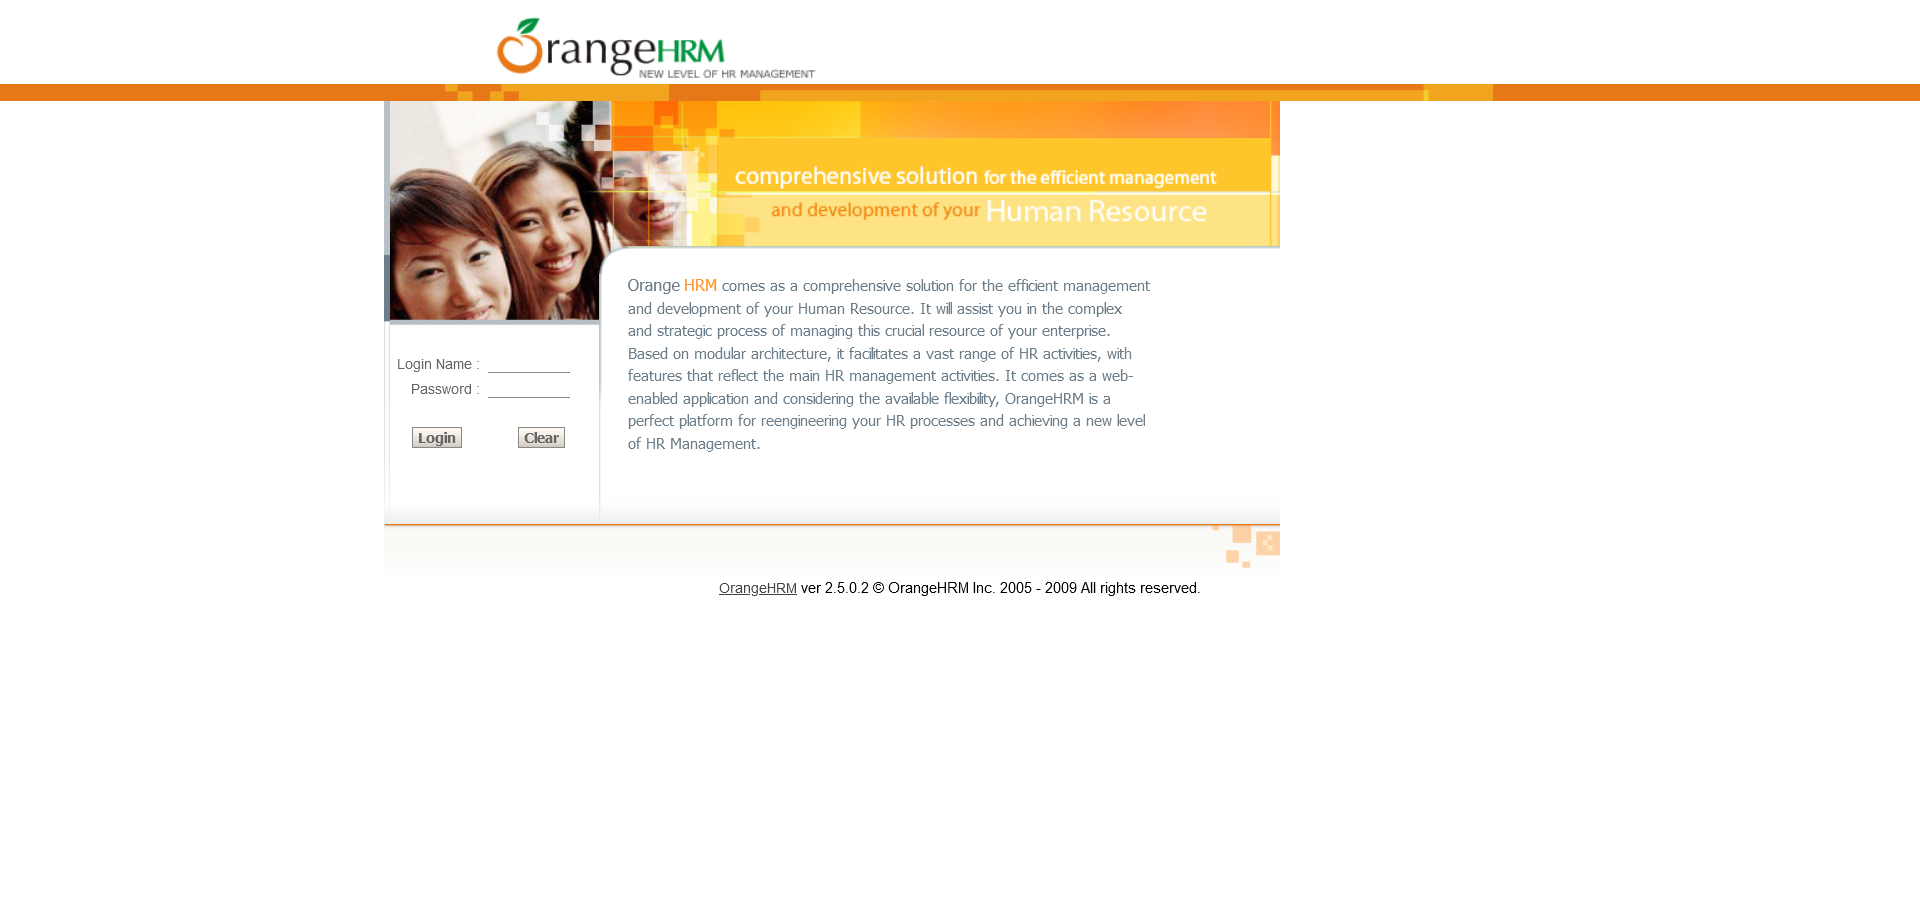 OrangeHRM
NEW LEVEL OF HR MANAGEMENT
comprehensive solution for the efficient management
and development of your Human Resource
Orange HRM comes as a comprehensive solution for the efficient management
and development of your Human Resource. It will assist you in the complex
and strategic process of managing this crucial resource of your enterprise.
Based on modular architecture, it facilitates a vast range of HR activities, with
features that reflect the main HR management activities. It comes as a web-
enabled application and considering the available flexibility, OrangeHRM is a
perfect platform for reengineering your HR processes and achieving a new level
of HR Management.
Login Name :
Password :
Login Clear
OrangeHRM ver 2.5.0.2 © OrangeHRM Inc. 2005 - 2009 All rights reserved.